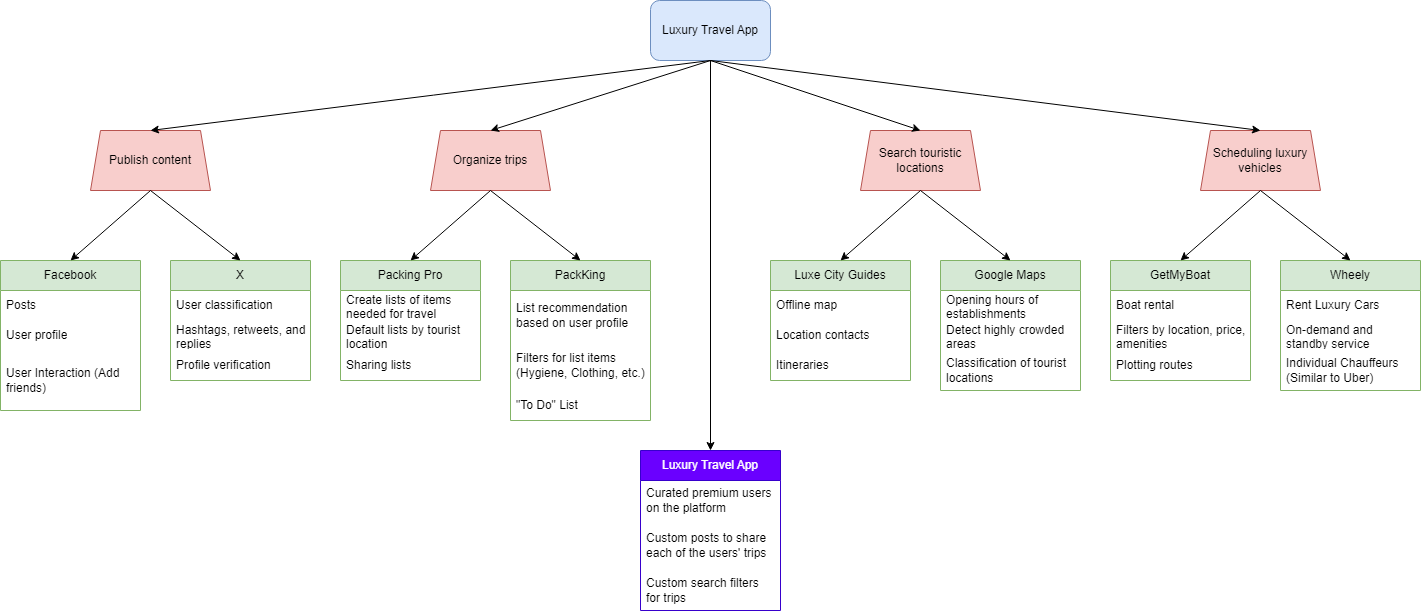 Luxury Travel App
Publish content
Organize trips
Search touristic
locations
Scheduling luxury
vehicles
Facebook
Posts
User profile
User Interaction (Add
friends)
X
User classification
Hashtags, retweets, and
replies
Profile verification
Packing Pro
Create lists of items
needed for travel
Default lists by tourist
location
Sharing lists
PackKing
List recommendation
based on user profile
Filters for list items
(Hygiene, Clothing, etc.)
"To Do" List
Luxe City Guides
Offline map
Location contacts
Itineraries
Google Maps
Opening hours of
establishments
Detect highly crowded
areas
Classification of tourist
locations
GetMyBoat
Boat rental
Filters by location, price,
amenities
Plotting routes
Wheely
Rent Luxury Cars
On-demand and
standby service
Individual Chauffeurs
(Similar to Uber)
Luxury Travel App
Curated premium users
on the platform
Custom posts to share
each of the users' trips
Custom search filters
for trips